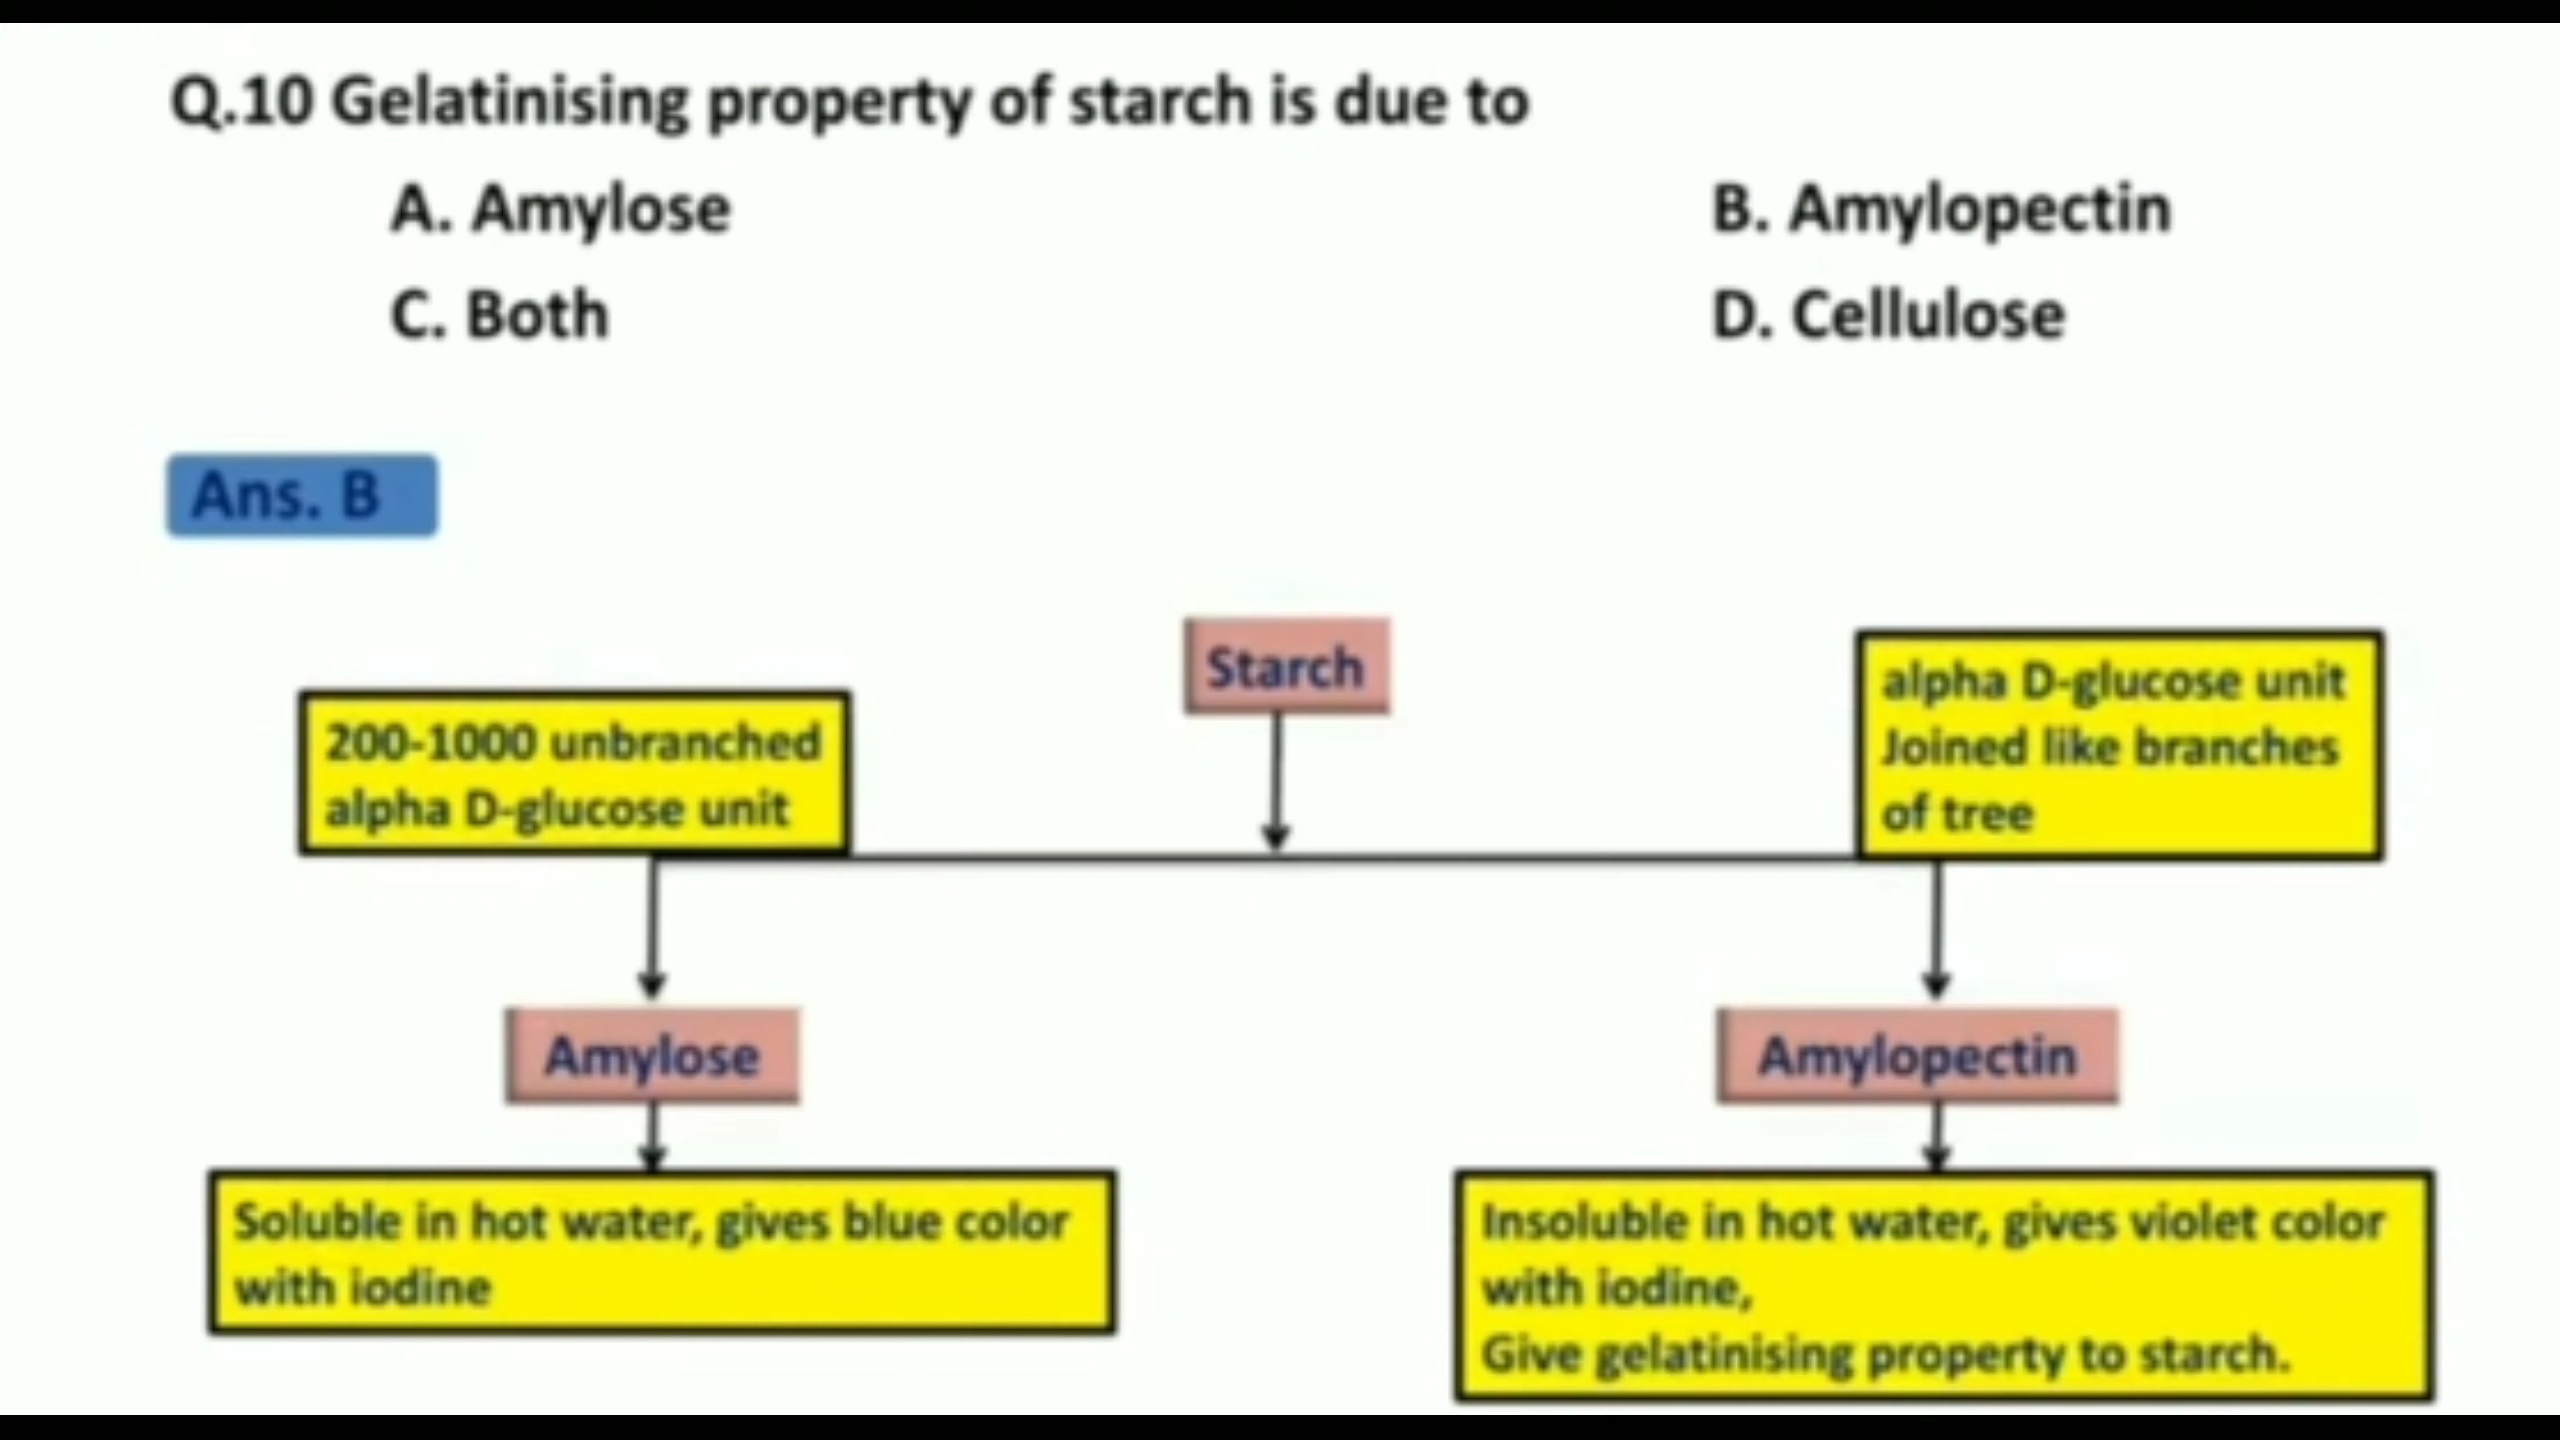 Q.10 Gelatinising property of starch is due to
A. Amylose
B. Amylopectin
C. Both
D. Cellulose
Ans. B
Starch
200-1000 unbranched
alpha D-glucose unit
alpha D-glucose unit
Joined like branches
of tree
Amylose
Amylopectin
Soluble in hot water, gives blue color
with iodine
Insoluble in hot water, gives violet color
with iodine,
Give gelatinising property to starch.